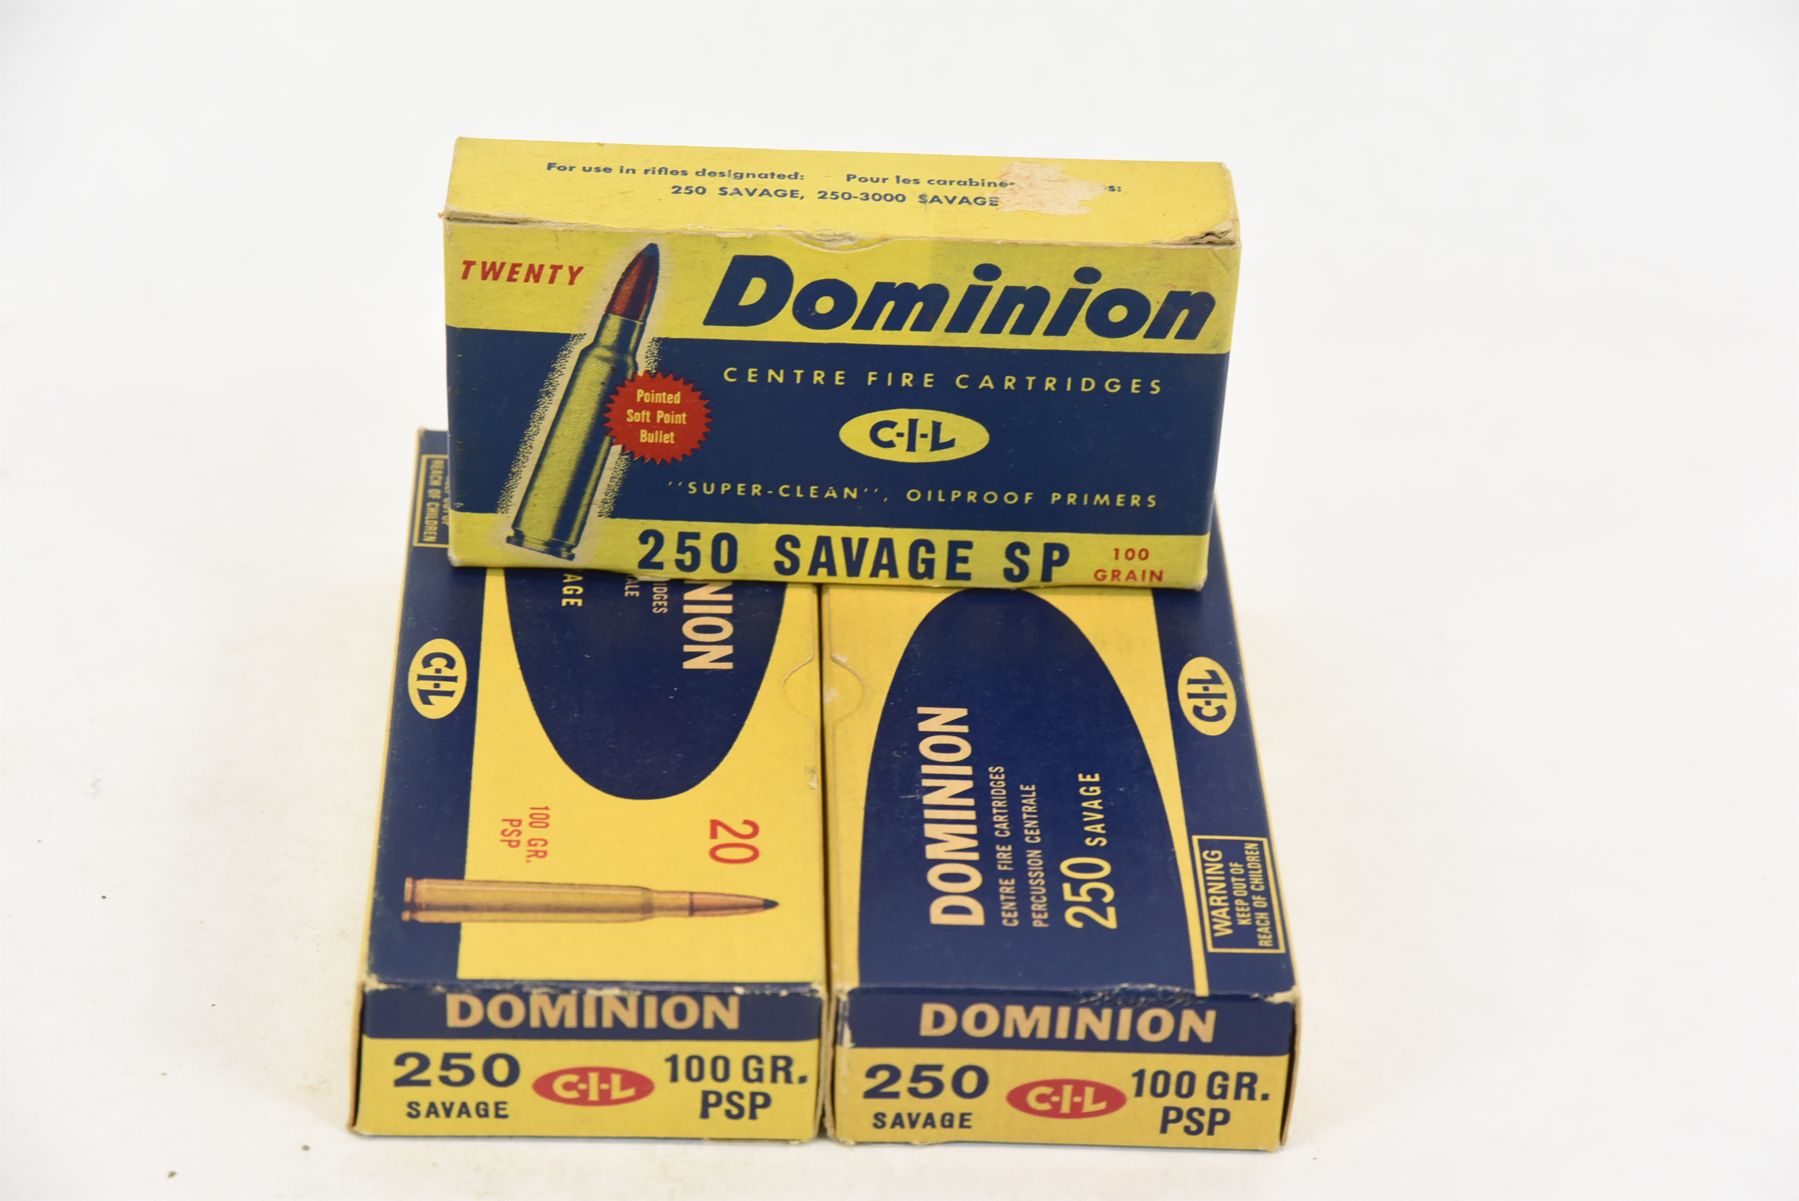 For use in rifles designated: Pour les
250 SAVAGE, 250-3000 SAVAGE
TWENTY
Dominion
CENTRE FIRE CARTRIDGES
Pointed
Soft Point
Bullet
C-I-L
"SUPER-CLEAN", OILPROOF PRIMERS
250 SAVAGE SP
100
GRAIN
REACH OF CHILDREN
C-I-L
20
100 GR.
PSP
DOMINION
250
SAVAGE
C-I-L
100 GR.
PSP
DOMINION
CENTRE FIRE CARTRIDGES
PERCUSSION CENTRALE
250 SAVAGE
C-I-L
WARNING
KEEP OUT OF
REACH OF CHILDREN
DOMINION
250
SAVAGE
C-I-L
100 GR.
PSP